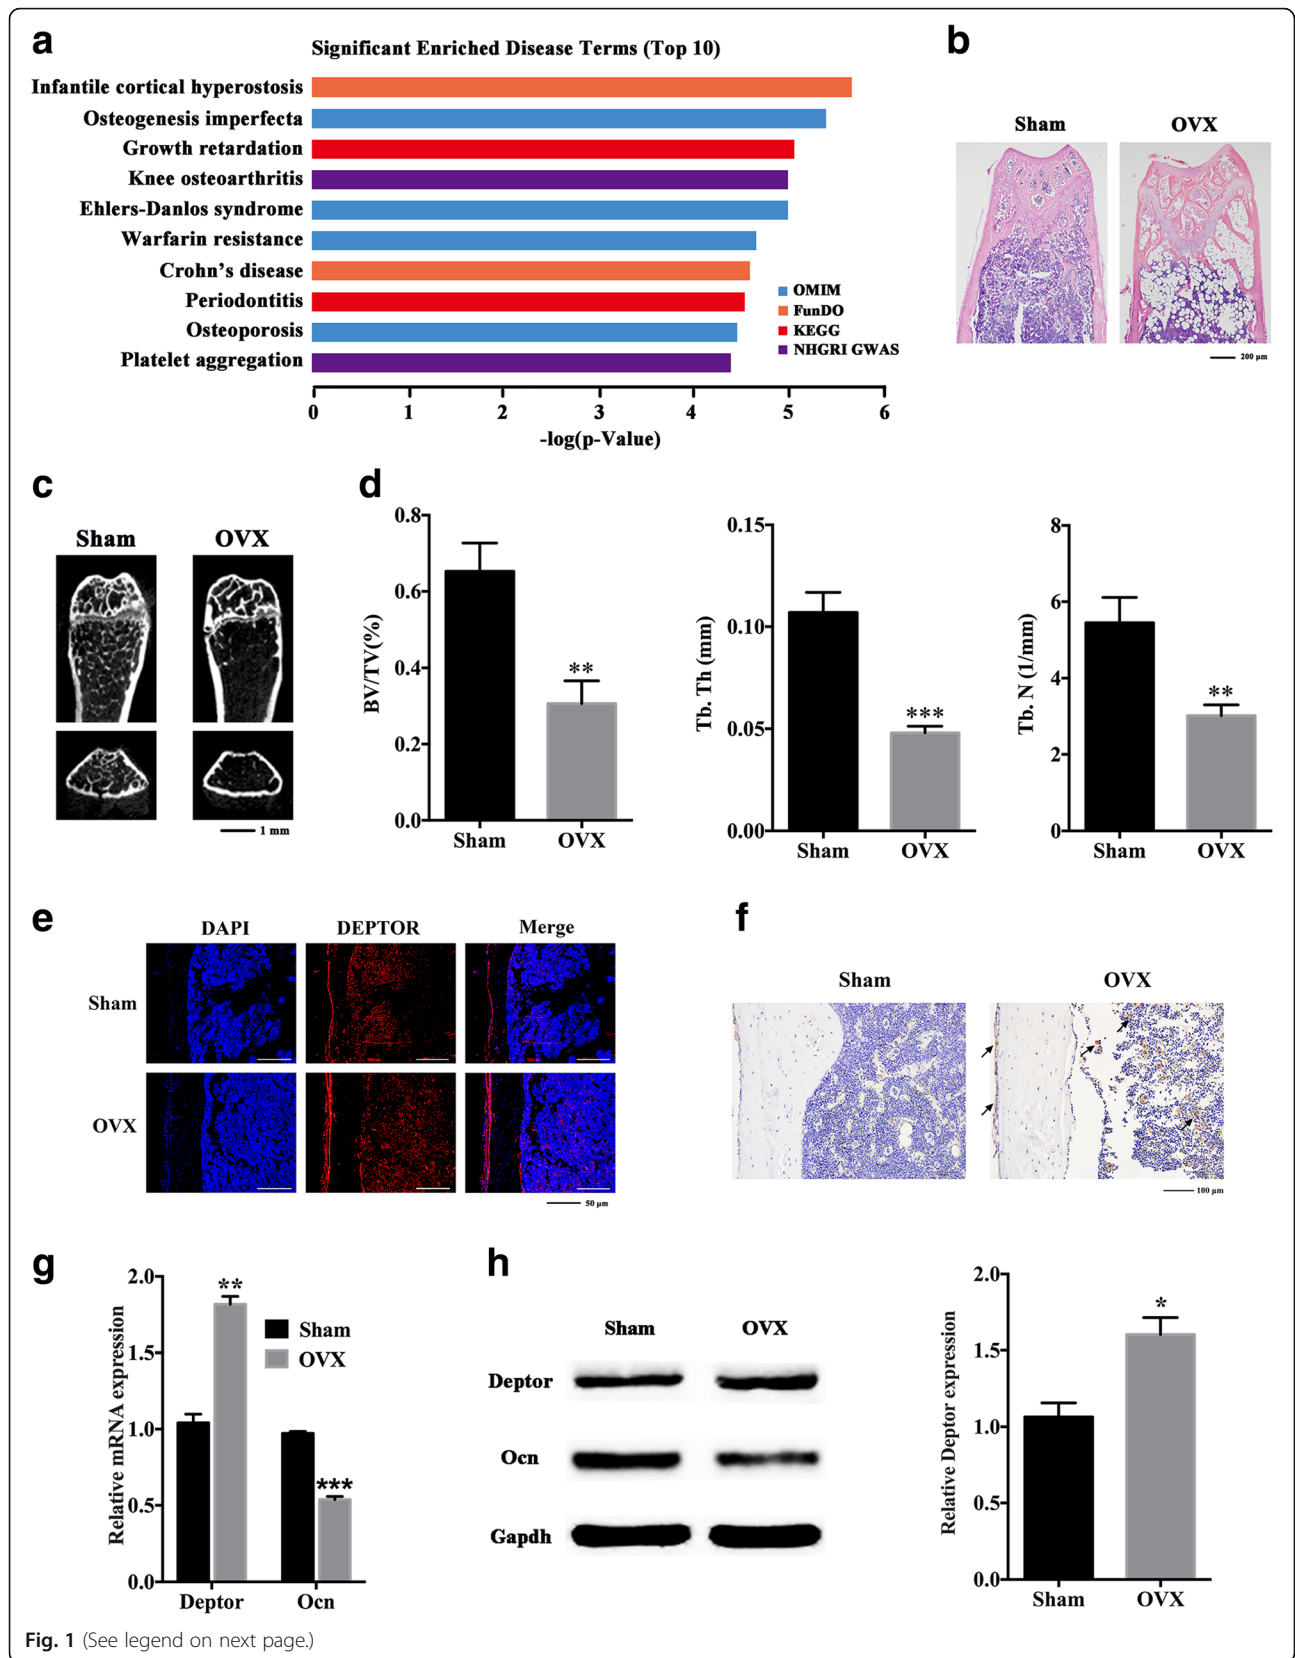 a
Significant Enriched Disease Terms (Top 10)
Infantile cortical hyperostosis
Osteogenesis imperfecta
Growth retardation
Knee osteoarthritis
Ehlers-Danlos syndrome
Warfarin resistance
Crohn's disease
Periodontitis
Osteoporosis
Platelet aggregation
OMIM
FunDO
KEGG
NHGRI GWAS
0 1 2 3 4 5 6
-log(p-Value)
b
Sham OVX
200 μm
c
Sham OVX
1 mm
d
BV/TV(%)
0.8
0.6
0.4
0.2
0.0
**
Sham OVX
Tb. Th (mm)
0.15
0.10
0.05
0.00
***
Sham OVX
Tb. N (1/mm)
8
6
4
2
0
**
Sham OVX
e
DAPI DEPTOR Merge
Sham
OVX
50 μm
f
Sham OVX
100 μm
g
Relative mRNA expression
2.0
1.5
1.0
0.5
0.0
**
***
Sham
OVX
Deptor Ocn
h
Sham OVX
Deptor
Ocn
Gapdh
Relative Deptor expression
2.0
1.5
1.0
0.5
0.0
*
Sham OVX
Fig. 1 (See legend on next page.)